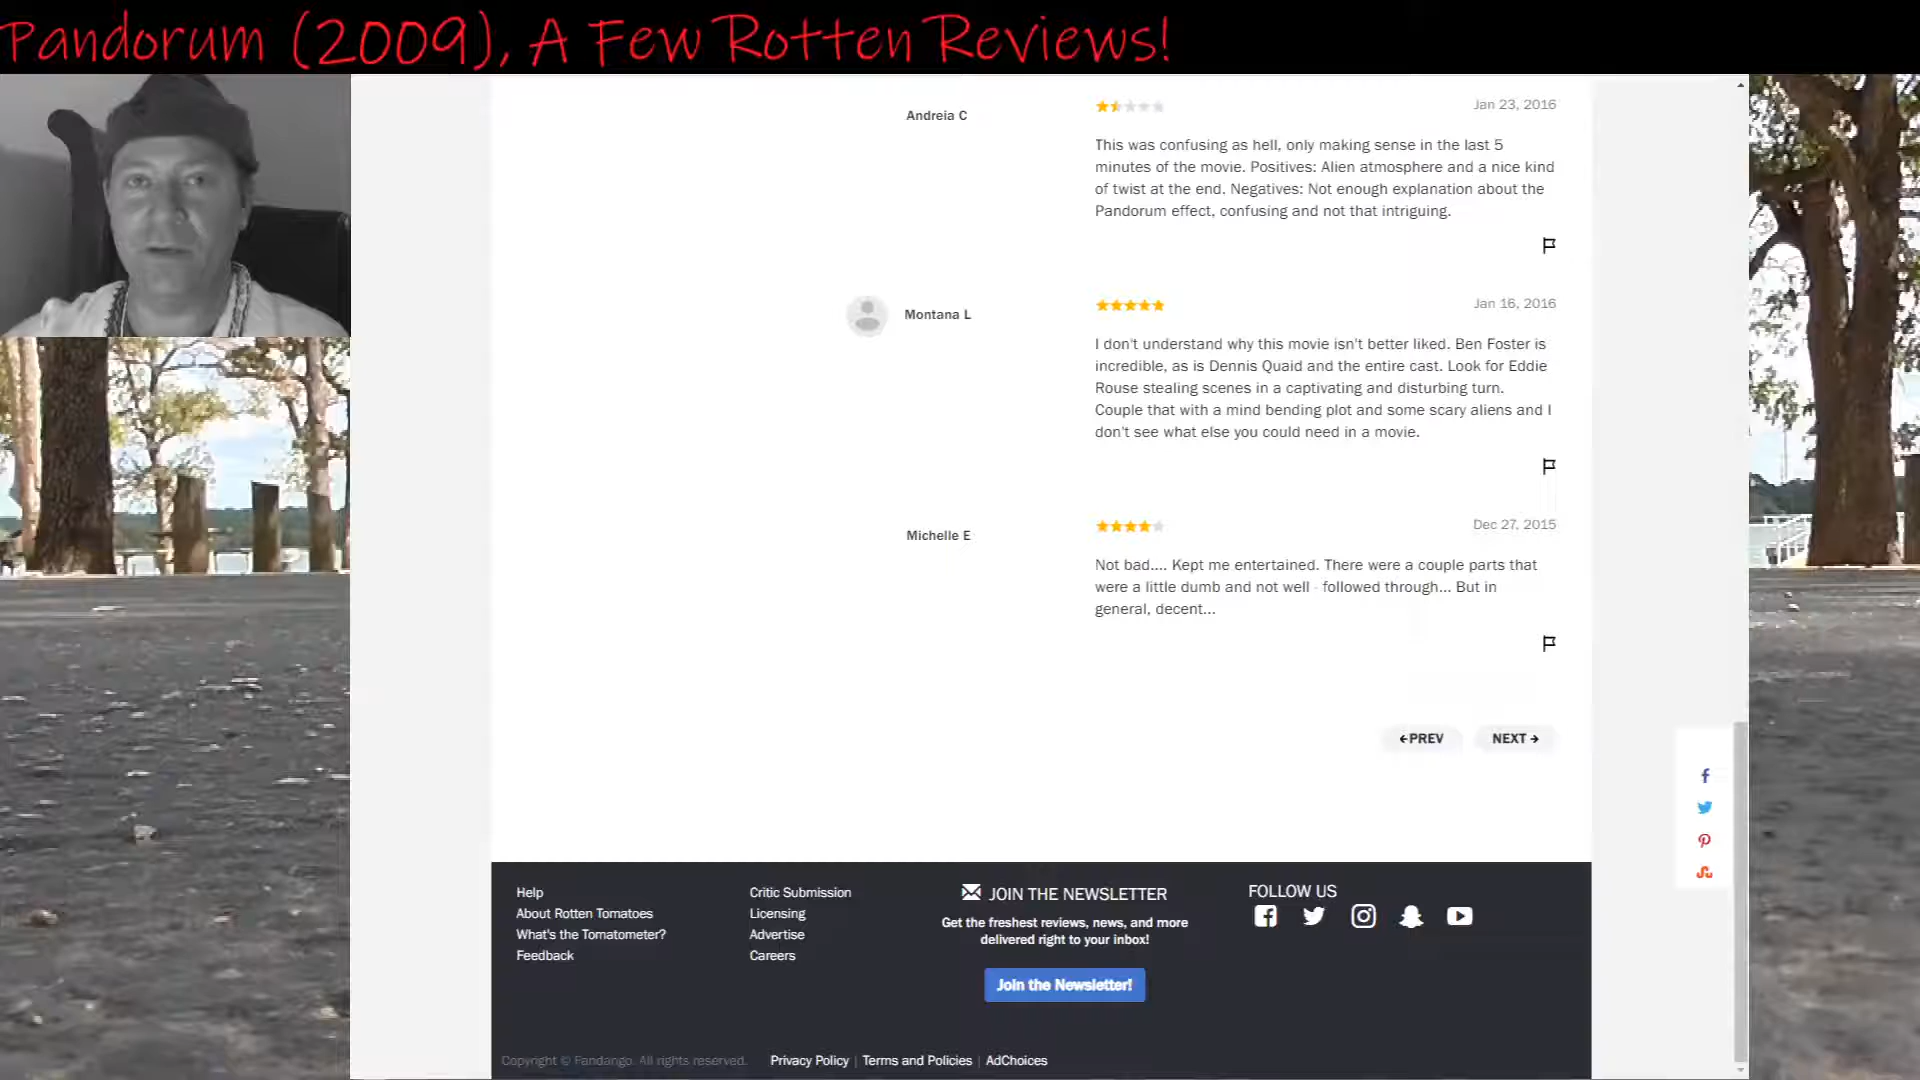 Pandorum (2009), A Few Rotten Reviews!
Andreia C
Jan 23, 2016
This was confusing as hell, only making sense in the last 5
minutes of the movie. Positives: Alien atmosphere and a nice kind
of twist at the end. Negatives: Not enough explanation about the
Pandorum effect, confusing and not that intriguing.
Montana L
Jan 16, 2016
I don't understand why this movie isn't better liked. Ben Foster is
incredible, as is Dennis Quaid and the entire cast. Look for Eddie
Rouse stealing scenes in a captivating and disturbing turn.
Couple that with a mind bending plot and some scary aliens and I
don't see what else you could need in a movie.
Michelle E
Dec 27, 2015
Not bad.... Kept me entertained. There were a couple parts that
were a little dumb and not well - followed through... But in
general, decent...
PREV
NEXT
Help
About Rotten Tomatoes
What's the Tomatometer?
Feedback
Critic Submission
Licensing
Advertise
Careers
JOIN THE NEWSLETTER
Get the freshest reviews, news, and more
delivered right to your inbox!
Join the Newsletter!
FOLLOW US
Copyright © Fandango. All rights reserved.
Privacy Policy | Terms and Policies | AdChoices